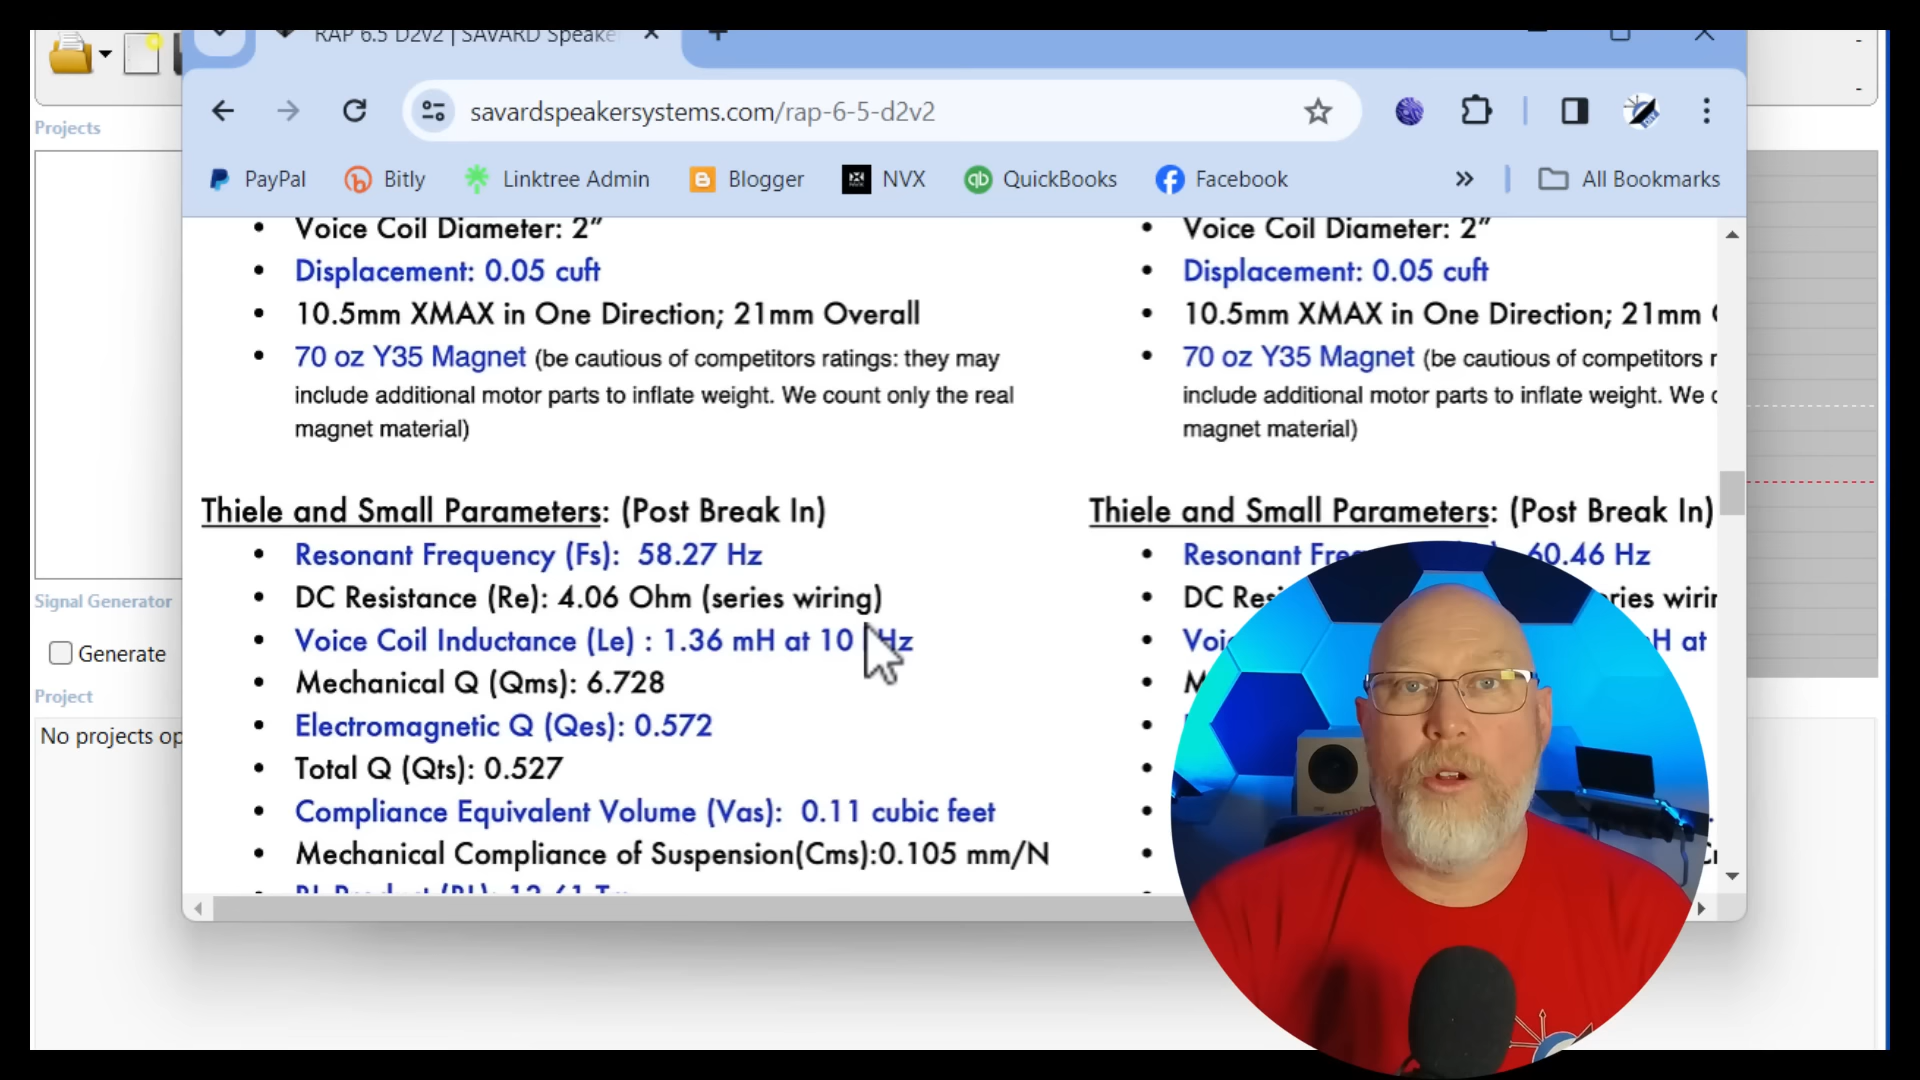 RAP 6.5 D2v2 | SAVARD Speake
savardspeakersystems.com/rap-6-5-d2v2
PayPal Bitly Linktree Admin Blogger NVX QuickBooks Facebook All Bookmarks
Projects
Signal Generator
Generate
Project
No projects op
• Voice Coil Diameter: 2”
• Displacement: 0.05 cuft
• 10.5mm XMAX in One Direction; 21mm Overall
• 70 oz Y35 Magnet (be cautious of competitors ratings: they may
include additional motor parts to inflate weight. We count only the real
magnet material)
Thiele and Small Parameters: (Post Break In)
• Resonant Frequency (Fs): 58.27 Hz
• DC Resistance (Re): 4.06 Ohm (series wiring)
• Voice Coil Inductance (Le) : 1.36 mH at 10 Hz
• Mechanical Q (Qms): 6.728
• Electromagnetic Q (Qes): 0.572
• Total Q (Qts): 0.527
• Compliance Equivalent Volume (Vas): 0.11 cubic feet
• Mechanical Compliance of Suspension(Cms):0.105 mm/N
• Voice Coil Diameter: 2”
• Displacement: 0.05 cuft
• 10.5mm XMAX in One Direction; 21mm
• 70 oz Y35 Magnet (be cautious of competitors
include additional motor parts to inflate weight. We
magnet material)
Thiele and Small Parameters: (Post Break In)
• Resonant Fre 60.46 Hz
• DC Res ries wirin
• Voi H at